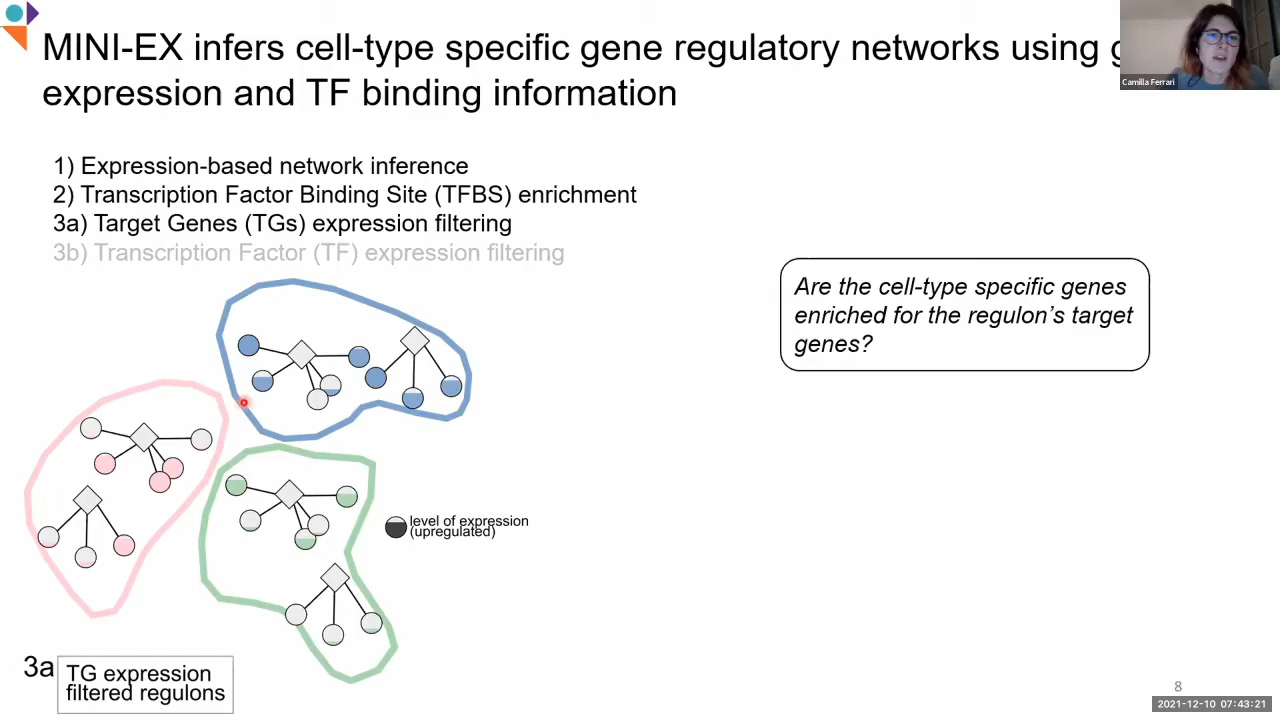 MINI-EX infers cell-type specific gene regulatory networks using
expression and TF binding information
Camilla Ferrari
1) Expression-based network inference
2) Transcription Factor Binding Site (TFBS) enrichment
3a) Target Genes (TGs) expression filtering
3b) Transcription Factor (TF) expression filtering
Are the cell-type specific genes
enriched for the regulon's target
genes?
level of expression
(upregulated)
3a
TG expression
filtered regulons
8
2021-12-10 07:43:21